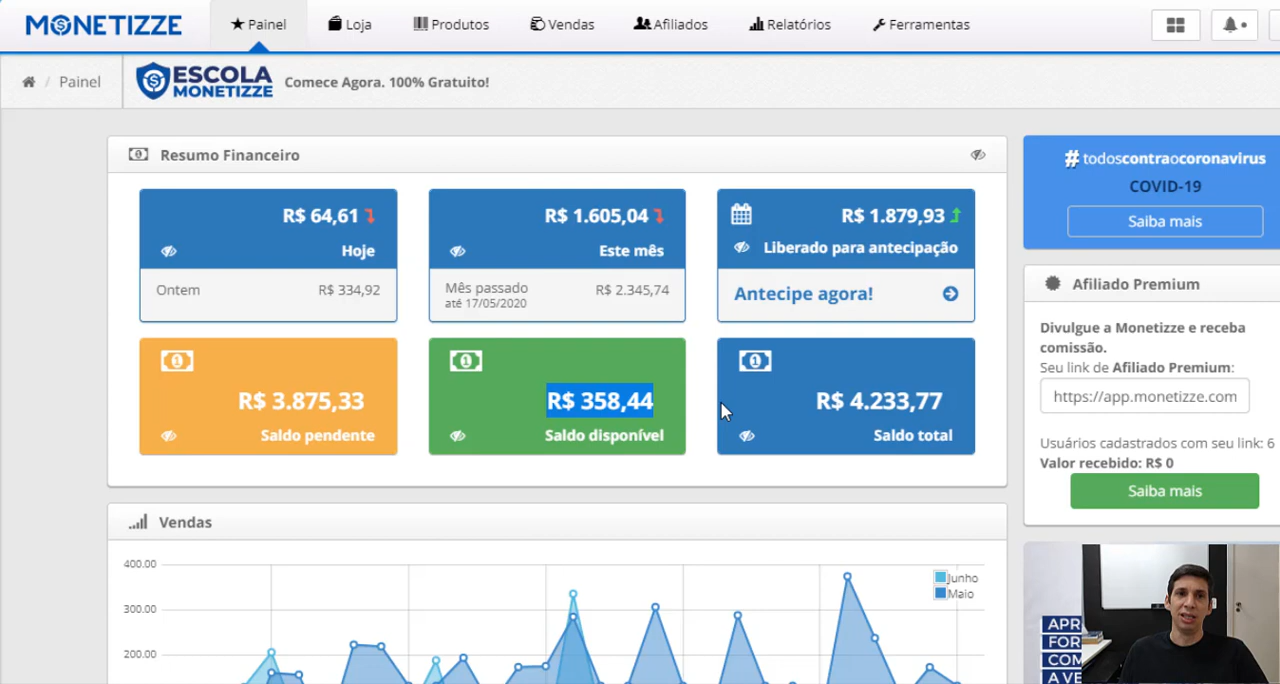 MONETIZZE
Painel
Loja
Produtos
Vendas
Afiliados
Relatórios
Ferramentas
/ Painel
ESCOLA
MONETIZZE
Comece Agora. 100% Gratuito!
Resumo Financeiro
R$ 64,61
Hoje
Ontem R$ 334,92
R$ 1.605,04
Este mês
Mês passado R$ 2.345,74
até 17/05/2020
R$ 1.879,93
Liberado para antecipação
Antecipe agora!
R$ 3.875,33
Saldo pendente
R$ 358,44
Saldo disponível
R$ 4.233,77
Saldo total
# todoscontraocoronavirus
COVID-19
Saiba mais
Afiliado Premium
Divulgue a Monetizze e receba
comissão.
Seu link de Afiliado Premium:
https://app.monetizze.com
Usuários cadastrados com seu link: 6
Valor recebido: R$ 0
Saiba mais
Vendas
400.00
300.00
200.00
Junho
Maio
APR
FOR
COM
A VE